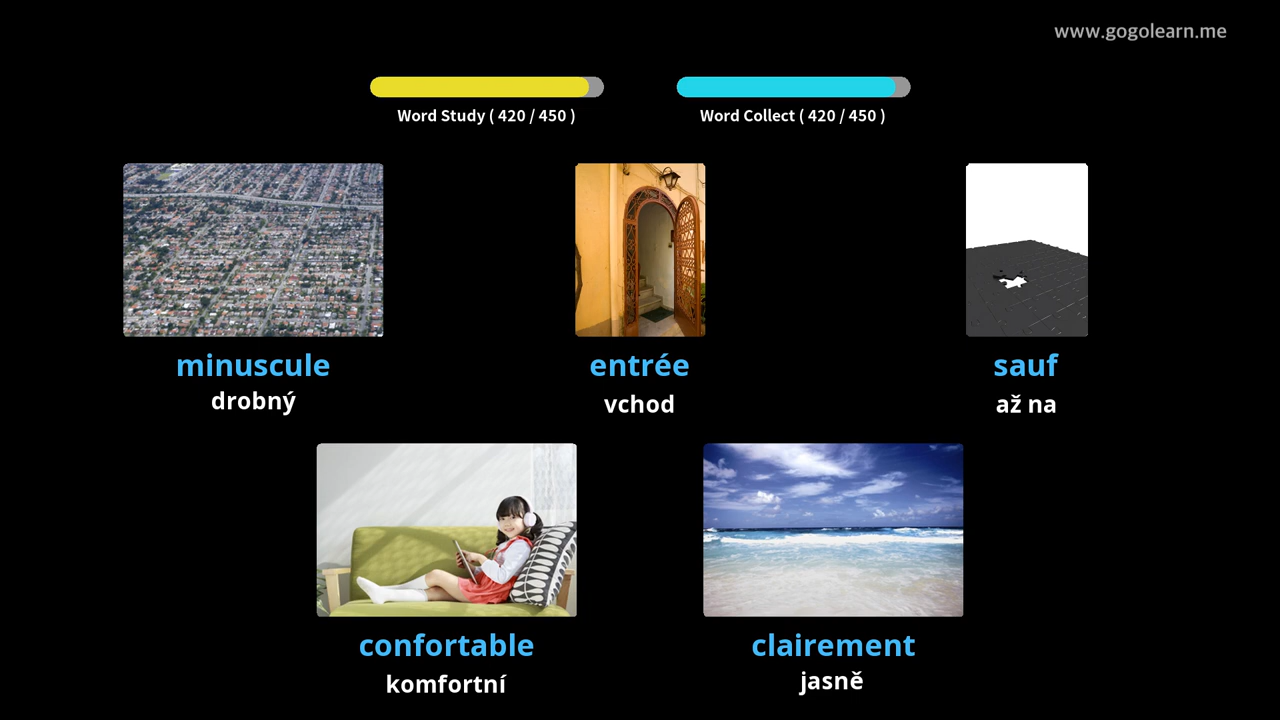 www.gogolearn.me
Word Study ( 420 / 450 )
Word Collect ( 420 / 450 )
minuscule
drobný
entrée
vchod
sauf
až na
confortable
komfortní
clairement
jasně